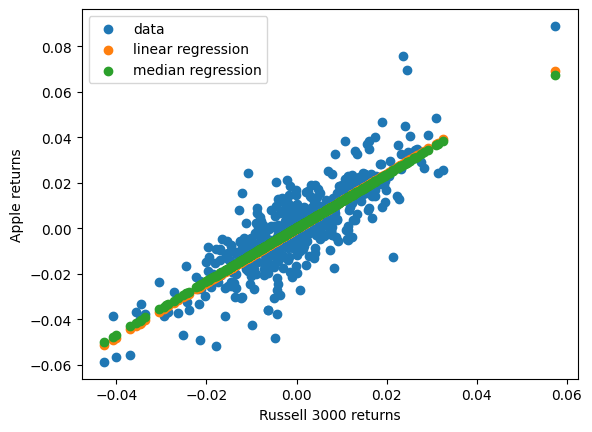 data
linear regression
median regression
0.08
0.06
0.04
0.02
0.00
−0.02
−0.04
−0.06
Apple returns
−0.04
−0.02
0.00
0.02
0.04
0.06
Russell 3000 returns